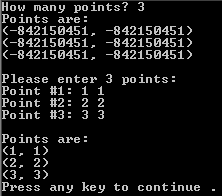 How many points? 3
Points are:
(-842150451, -842150451)
(-842150451, -842150451)
(-842150451, -842150451)
Please enter 3 points:
Point #1: 1 1
Point #2: 2 2
Point #3: 3 3
Points are:
(1, 1)
(2, 2)
(3, 3)
Press any key to continue .